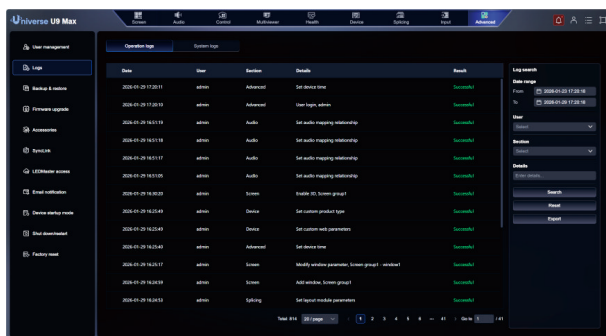 Universe U9 Max
Screen Audio Control Multiviewer Health Device Splicing Input Advanced
User management
Logs
Backup & restore
Firmware upgrade
Accessories
SyncLink
LEDMaster access
Email notification
Device startup mode
Shut down/restart
Factory reset
Operation logs System logs
Date User Section Details Result
2026-01-29 17:20:11 admin Advanced Set device time Successful
2026-01-29 17:20:10 admin Advanced User login, admin Successful
2026-01-29 16:51:19 admin Audio Set audio mapping relationship Successful
2026-01-29 16:51:18 admin Audio Set audio mapping relationship Successful
2026-01-29 16:51:17 admin Audio Set audio mapping relationship Successful
2026-01-29 16:51:05 admin Audio Set audio mapping relationship Successful
2026-01-29 16:30:20 admin Screen Enable 3D, Screen group1 Successful
2026-01-29 16:25:49 admin Device Set custom product type Successful
2026-01-29 16:25:49 admin Device Set custom web parameters Successful
2026-01-29 16:25:40 admin Advanced Set device time Successful
2026-01-29 16:25:17 admin Screen Modify window parameter, Screen group1 - window1 Successful
2026-01-29 16:24:59 admin Screen Add window, Screen group1 Successful
2026-01-29 16:24:53 admin Splicing Set layout module parameters Successful
Total 814 20 / page 1 2 3 4 5 6 ··· 41 Go to 1 / 41
Log search
Date range
From 2026-01-23 17:20:18
To 2026-01-29 17:20:18
User
Select
Section
Select
Details
Enter details.
Search
Reset
Export